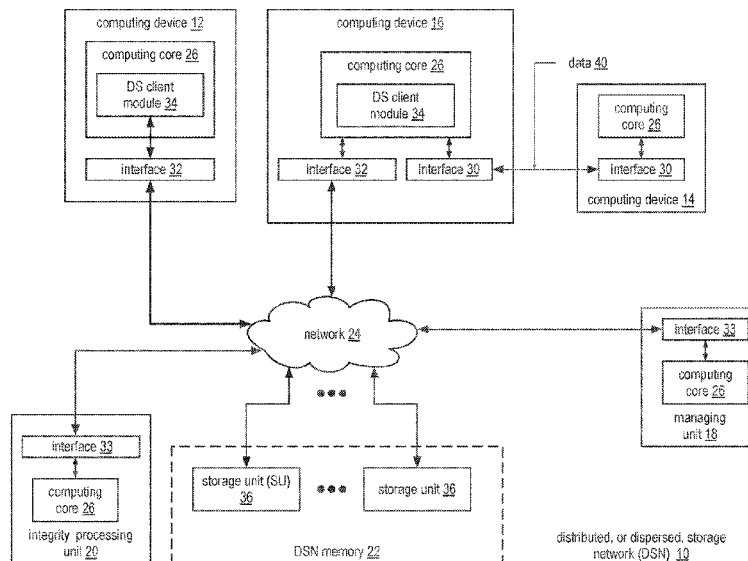 computing device 12
computing core 26
DS client
module 34
interface 32
computing device 16
computing core 26
DS client module
34
interface 32
interface 30
data 40
computing
core 26
interface 30
computing device 14
network 24
interface 33
computing
core 26
managing
unit 18
interface 33
computing
core 26
integrity processing
unit 20
storage unit (SU)
36
storage unit 36
DSN memory 22
distributed, or dispersed, storage
network (DSN) 10